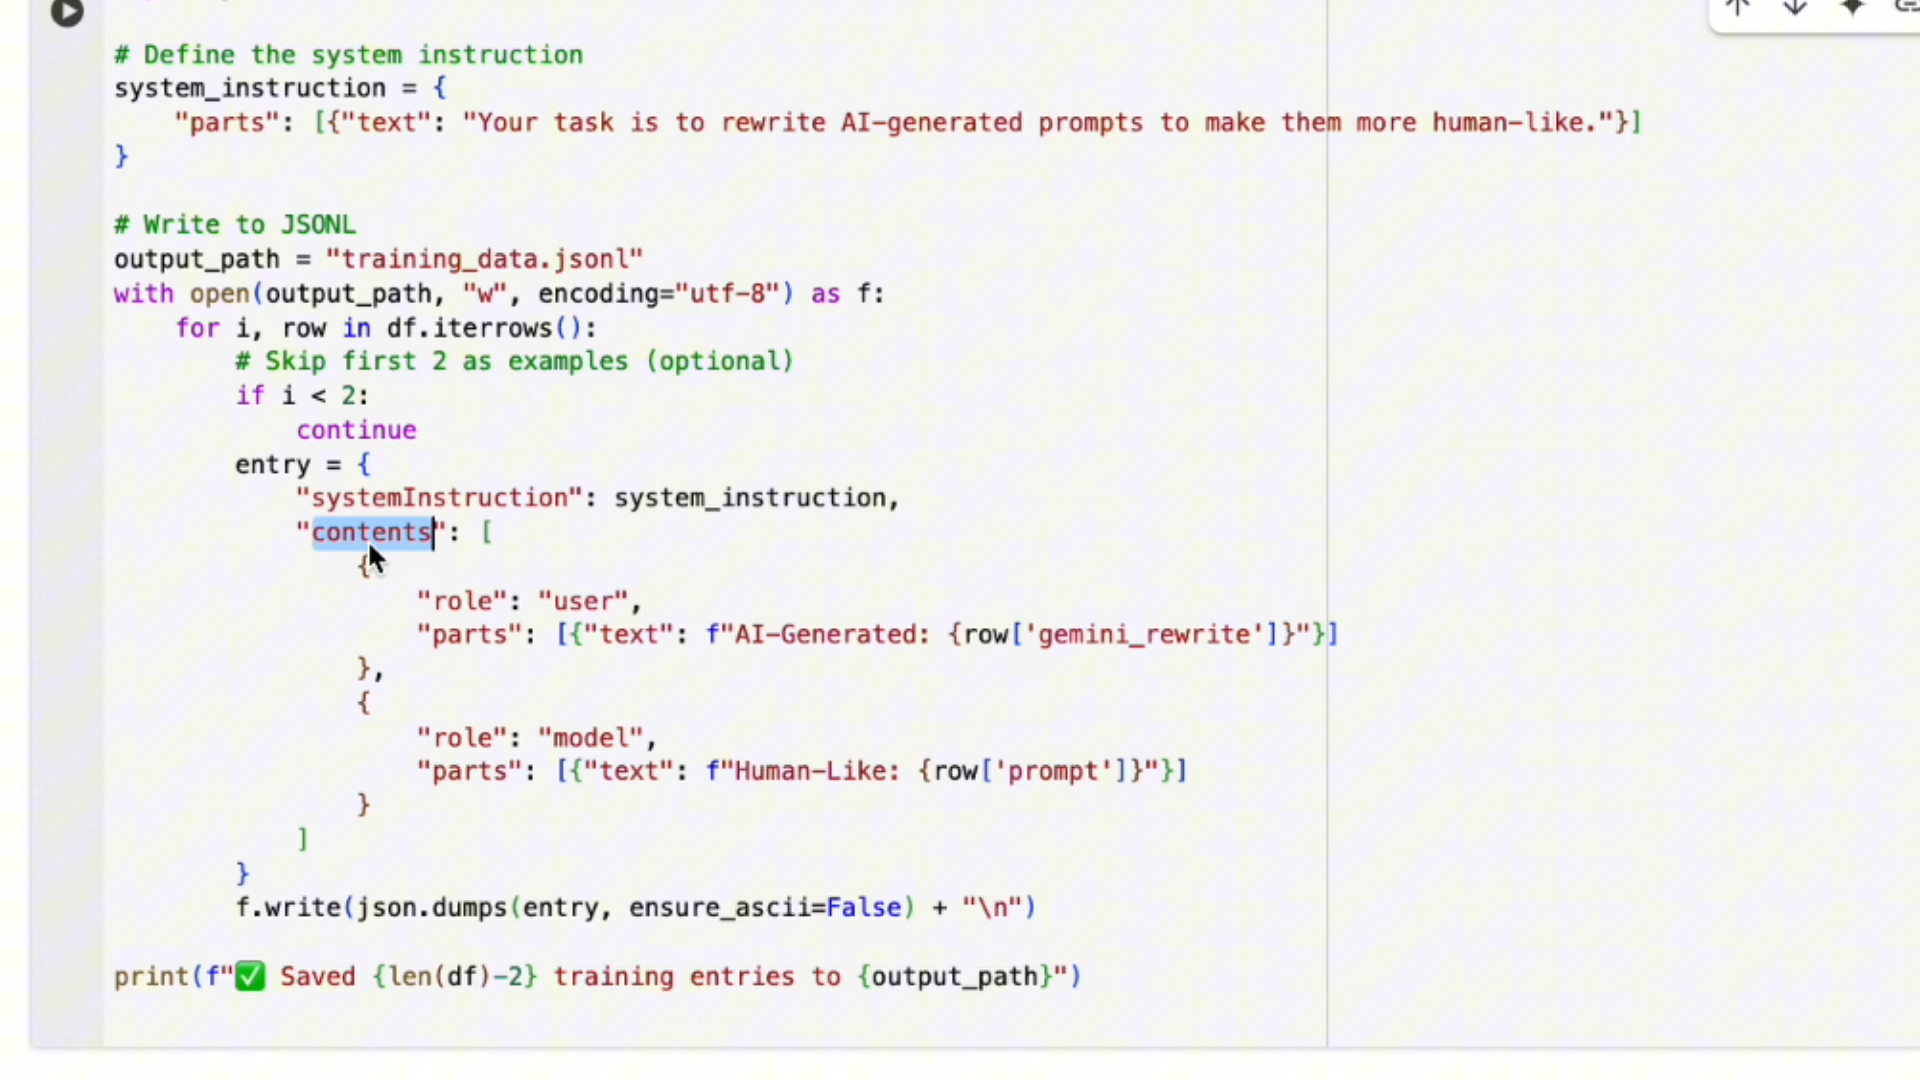 # Define the system instruction
system_instruction = {
    "parts": [{"text": "Your task is to rewrite AI-generated prompts to make them more human-like."}]
}
# Write to JSONL
output_path = "training_data.jsonl"
with open(output_path, "w", encoding="utf-8") as f:
    for i, row in df.iterrows():
        # Skip first 2 as examples (optional)
        if i < 2:
            continue
        entry = {
            "systemInstruction": system_instruction,
            "contents": [
                {
                    "role": "user",
                    "parts": [{"text": f"AI-Generated: {row['gemini_rewrite']}"}]
                },
                {
                    "role": "model",
                    "parts": [{"text": f"Human-Like: {row['prompt']}"}]
                }
            ]
        }
        f.write(json.dumps(entry, ensure_ascii=False) + "\n")
print(f"✅ Saved {len(df)-2} training entries to {output_path}")